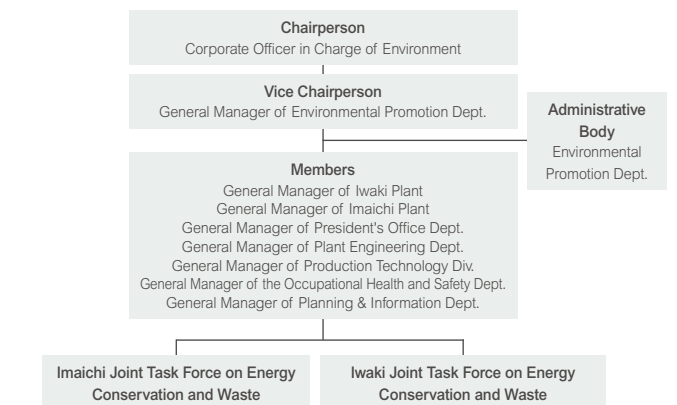 Chairperson
Corporate Officer in Charge of Environment
Vice Chairperson
General Manager of Environmental Promotion Dept.
Administrative
Body
Environmental
Promotion Dept.
Members
General Manager of Iwaki Plant
General Manager of Imaichi Plant
General Manager of President's Office Dept.
General Manager of Plant Engineering Dept.
General Manager of Production Technology Div.
General Manager of the Occupational Health and Safety Dept.
General Manager of Planning & Information Dept.
Imaichi Joint Task Force on Energy
Conservation and Waste
Iwaki Joint Task Force on Energy
Conservation and Waste